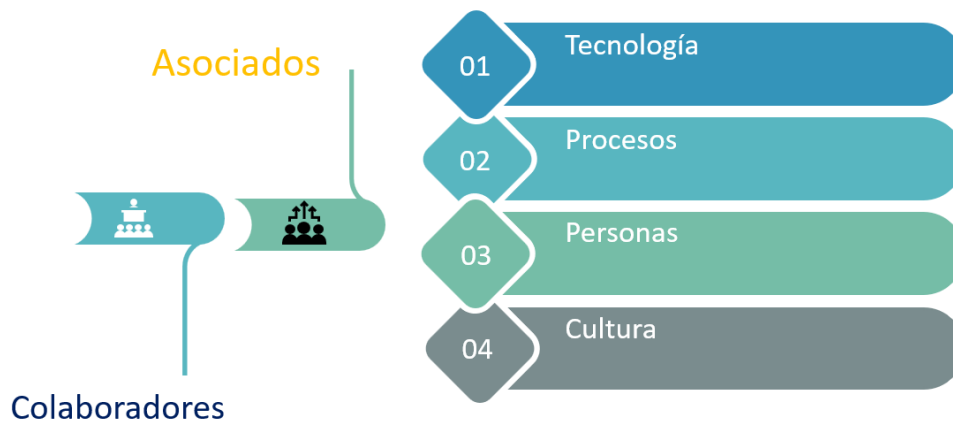 Asociados
Colaboradores
01
Tecnología
02
Procesos
03
Personas
04
Cultura